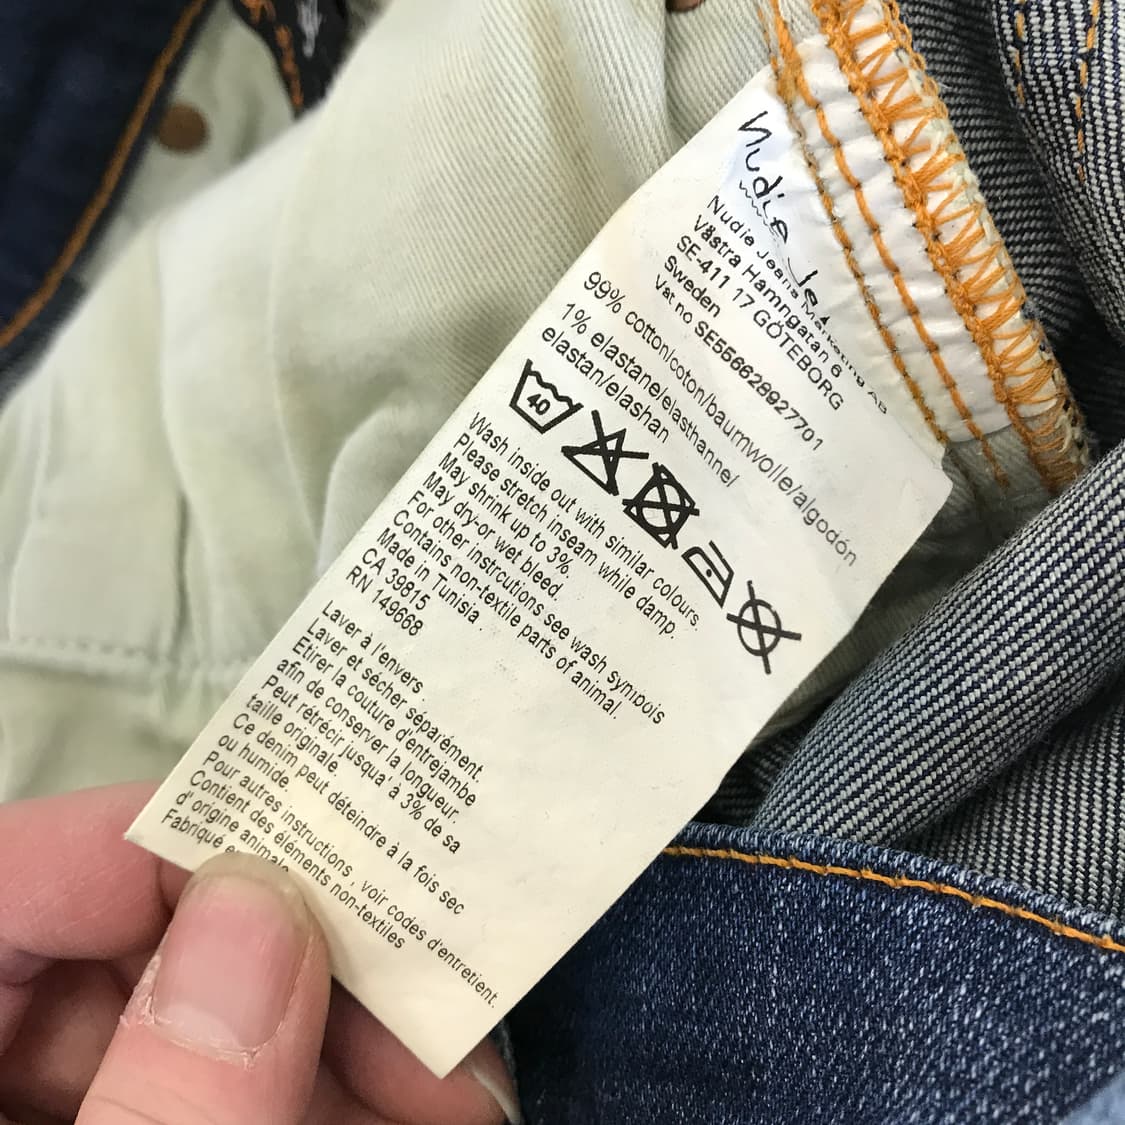 nudie
Nudie Jeans Marketing AB
Västra Hamngatan 6
SE-411 17 GÖTEBORG
Sweden
Vat no SE556628927701
99% cotton/coton/baumwolle/algodón
1% elastane/elasthanne/
elastan/elashan
40
Wash inside out with similar colours.
Please stretch inseam while damp.
May shrink up to 3%.
May dry-or wet bleed.
For other instrcutions see wash symbols
Contains non-textile parts of animal.
Made in Tunisia .
CA 39815
RN 149668
Laver à l'envers
Laver et sécher séparément.
Etirer la couture d'entrejambe
afin de conserver la longueur.
Peut rétrécir jusqu' à 3% de sa
taille originale.
Ce denim peut déteindre à la fois sec
ou humide.
Pour autres instructions , voir codes d'entretient.
Contient des éléments non-textiles
d' origine animale
Fabriqué